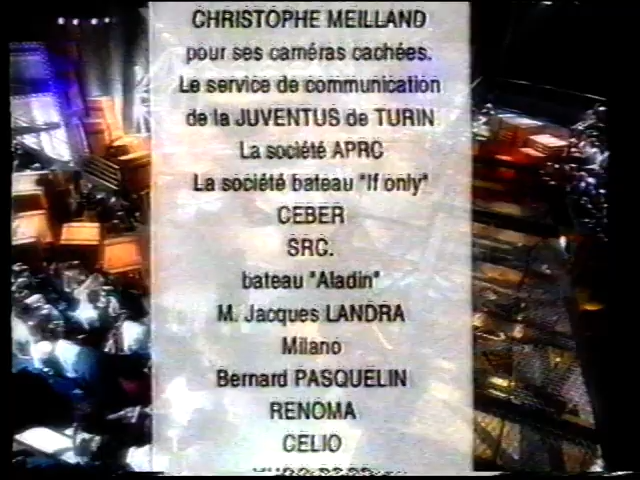 CHRISTOPHE MEILLAND
pour ses caméras cachées.
Le service de communication
de la JUVENTUS de TURIN
La société APRC
La société bateau "If only"
CEBER
SRC.
bateau "Aladin"
M. Jacques LANDRA
Milano
Bernard PASQUELIN
RENOMA
CELIO